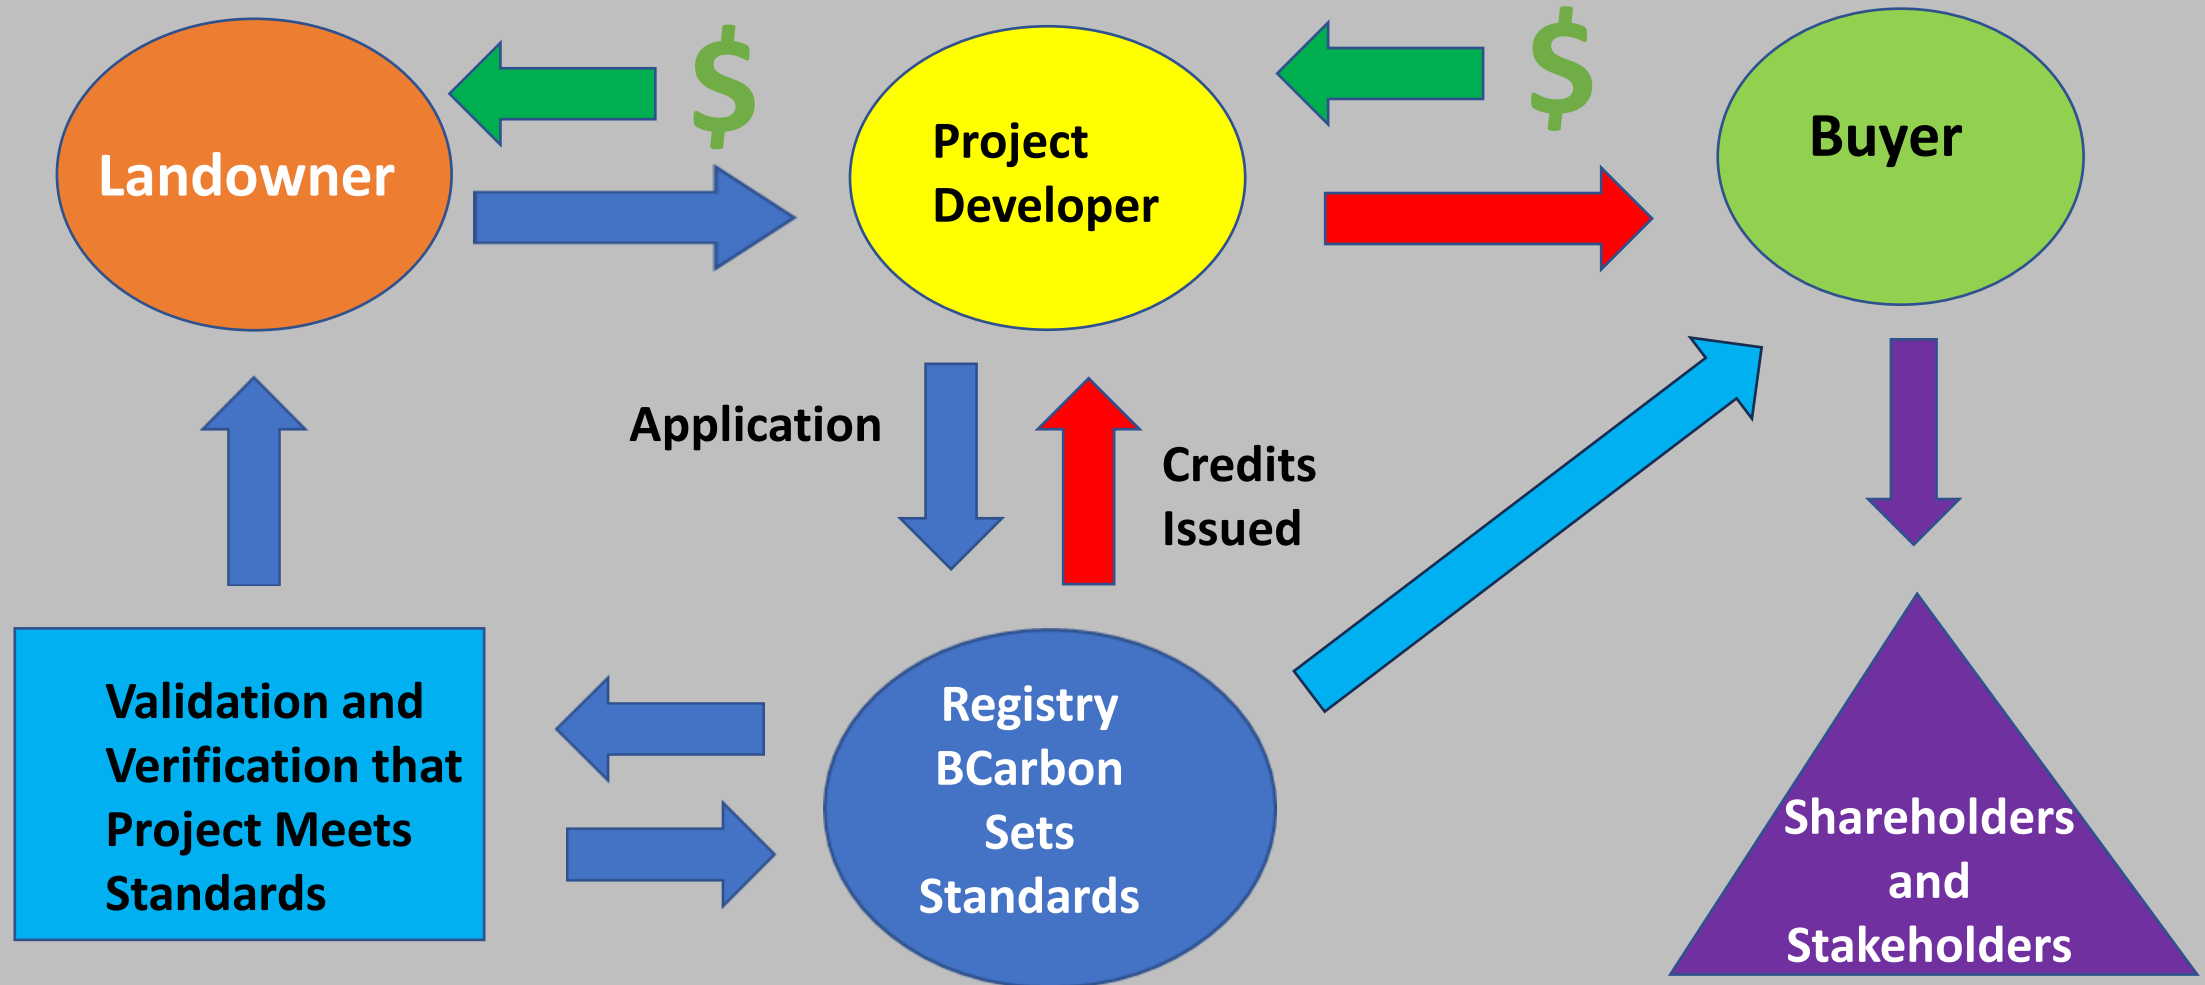 $
$
Landowner
Project
Developer
Buyer
Application
Credits
Issued
Validation and
Verification that
Project Meets
Standards
Registry
BCarbon
Sets
Standards
Shareholders
and
Stakeholders